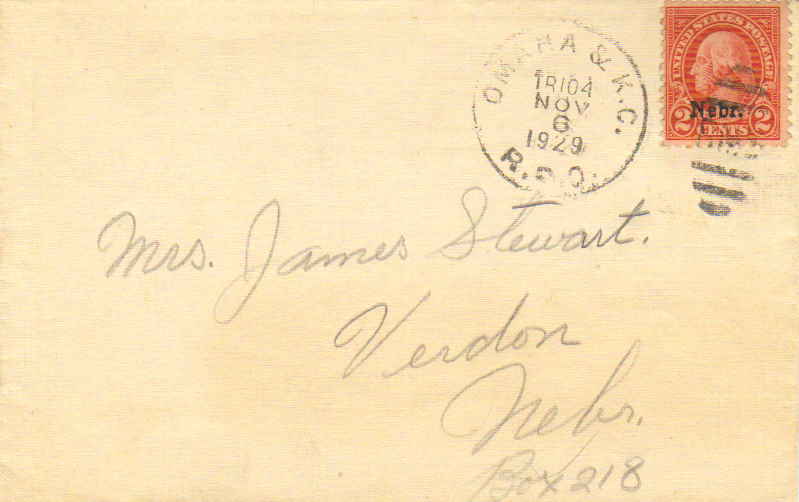 OMAHA & K.C.
TR104
NOV
6
1929
R.P.O.
UNITED STATES POSTAGE
Nebr.
2 CENTS 2
Mrs. James Stewart.
Verdon
Nebr.
Box 218